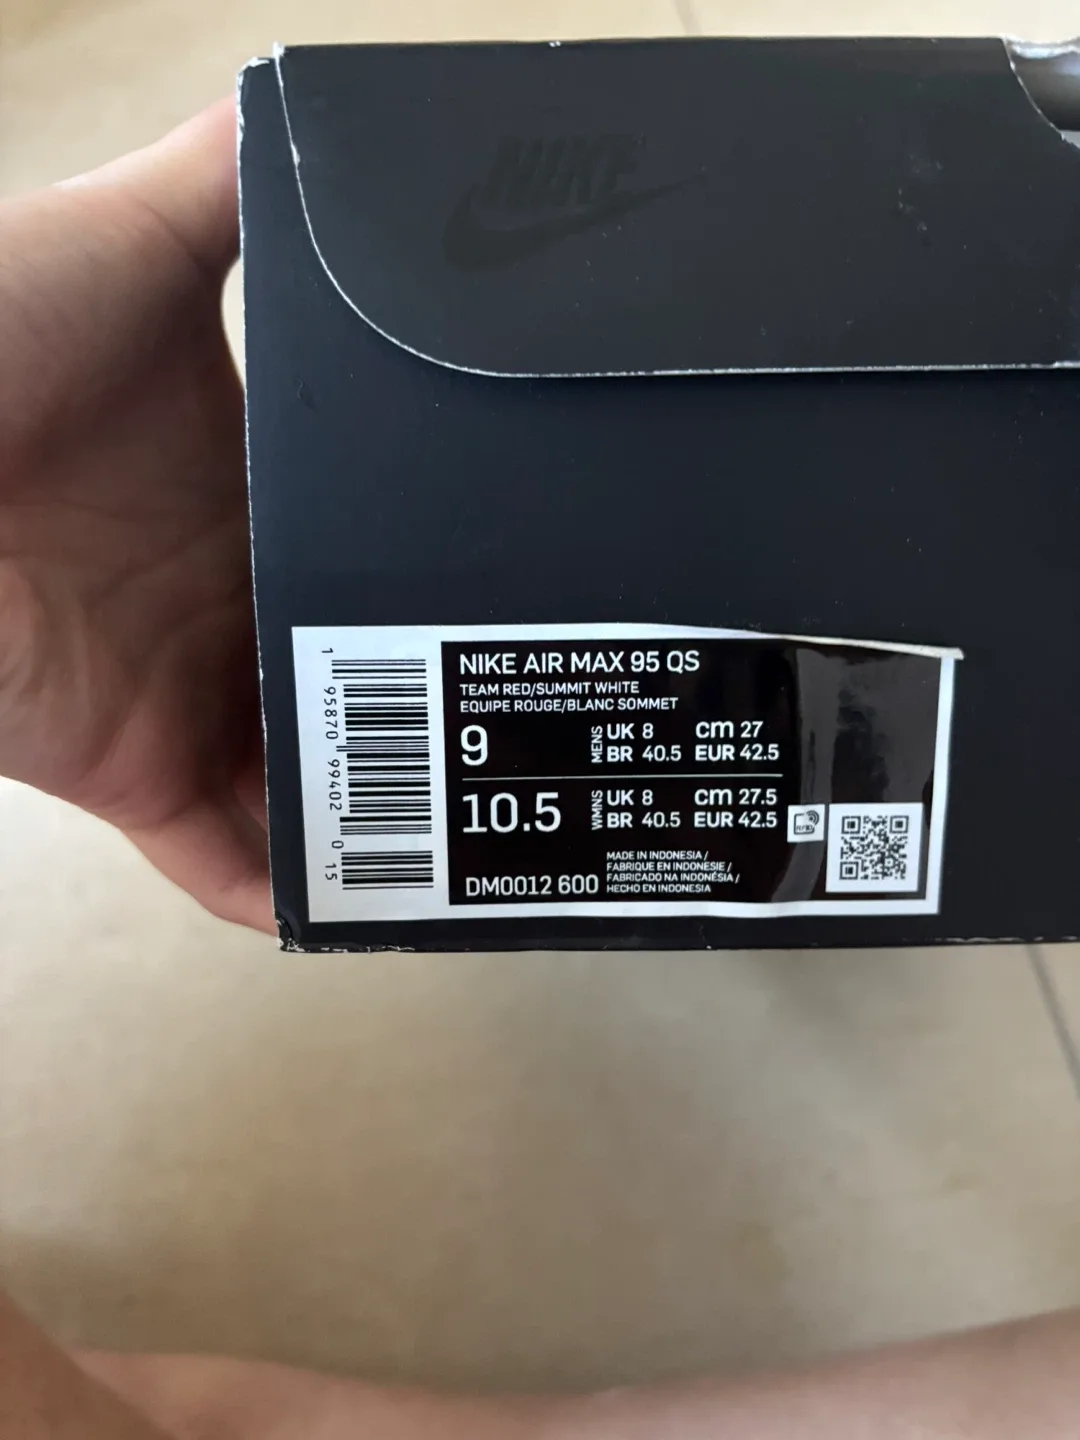 NIKE
NIKE AIR MAX 95 QS
TEAM RED/SUMMIT WHITE
EQUIPE ROUGE/BLANC SOMMET
9 MENS UK 8 cm 27
BR 40.5 EUR 42.5
10.5 WMNS UK 8 cm 27.5
BR 40.5 EUR 42.5
MADE IN INDONESIA /
FABRIQUE EN INDONESIE /
FABRICADO NA INDONÉSIA /
HECHO EN INDONESIA
DM0012 600
RFID
1 95870 99402 0 15